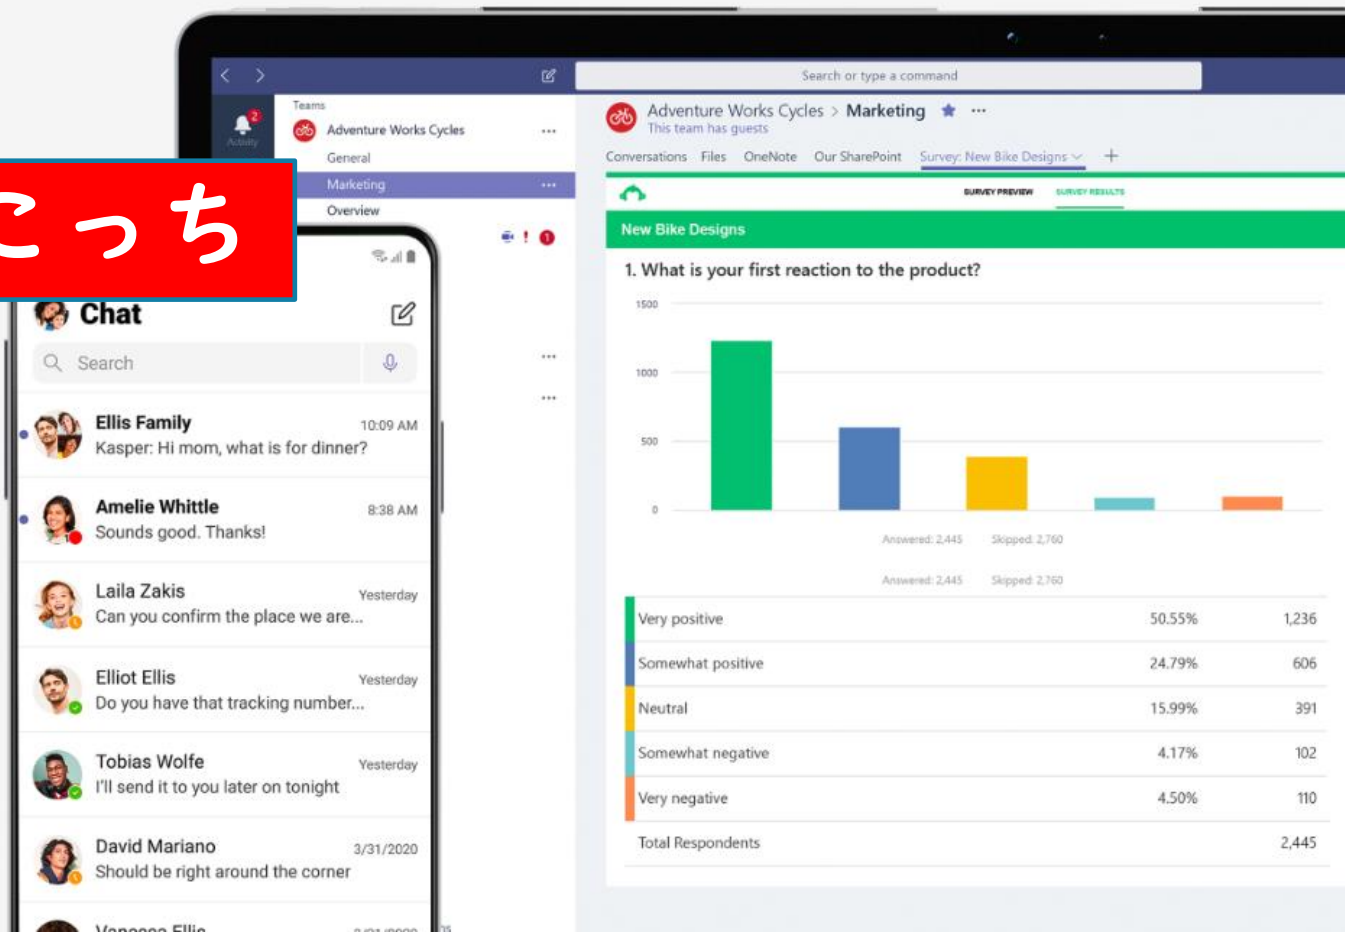 Search or type a command
2
Activity
Teams
Adventure Works Cycles
General
Marketing
Overview
1
こっち
Chat
Search
Ellis Family 10:09 AM
Kasper: Hi mom, what is for dinner?
Amelie Whittle 8:38 AM
Sounds good. Thanks!
Laila Zakis Yesterday
Can you confirm the place we are...
Elliot Ellis Yesterday
Do you have that tracking number...
Tobias Wolfe Yesterday
I'll send it to you later on tonight
David Mariano 3/31/2020
Should be right around the corner
Adventure Works Cycles > Marketing
This team has guests
Conversations Files OneNote Our SharePoint Survey: New Bike Designs
SURVEY PREVIEW SURVEY RESULTS
New Bike Designs
1. What is your first reaction to the product?
1500
1000
500
0
Answered: 2,445 Skipped: 2,760
Answered: 2,445 Skipped: 2,760
Very positive 50.55% 1,236
Somewhat positive 24.79% 606
Neutral 15.99% 391
Somewhat negative 4.17% 102
Very negative 4.50% 110
Total Respondents 2,445